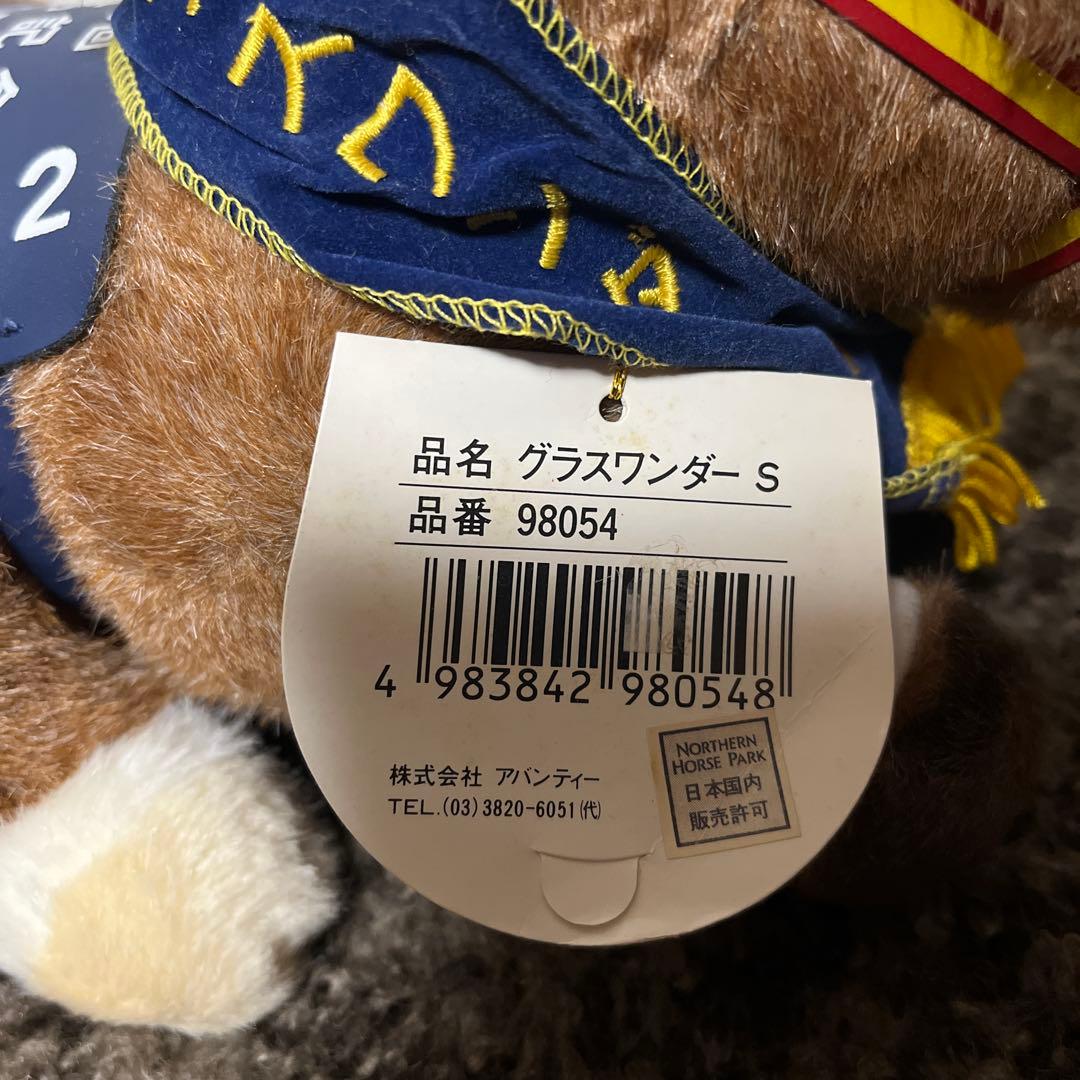 2
品名 グラスワンダー S
品番 98054
4 983842 980548
NORTHERN
HORSE PARK
日本国内
販売許可
株式会社 アバンティー
TEL.(03)3820-6051(代)